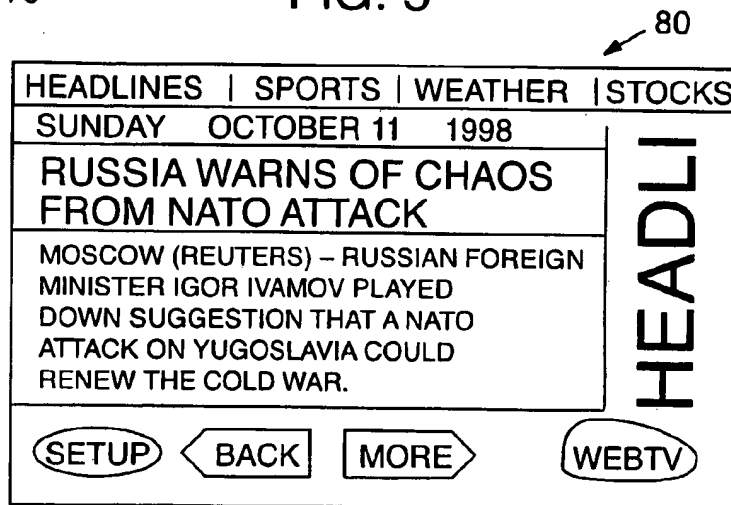 80
HEADLINES | SPORTS | WEATHER | STOCKS
SUNDAY OCTOBER 11 1998
RUSSIA WARNS OF CHAOS
FROM NATO ATTACK
MOSCOW (REUTERS) – RUSSIAN FOREIGN
MINISTER IGOR IVAMOV PLAYED
DOWN SUGGESTION THAT A NATO
ATTACK ON YUGOSLAVIA COULD
RENEW THE COLD WAR.
HEADLI
SETUP BACK MORE WEBTV